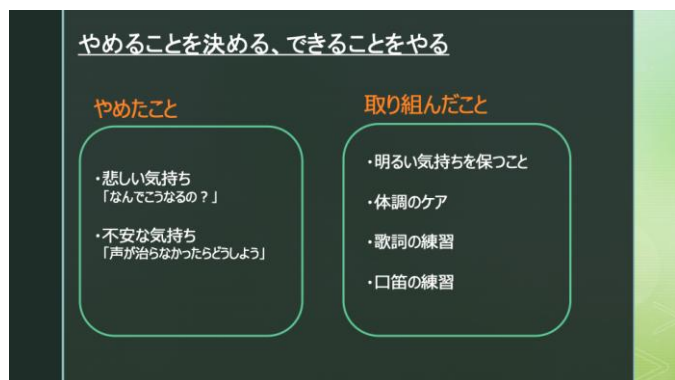 やめることを決める、できることをやる
やめたこと
・悲しい気持ち
「なんでこうなるの？」
・不安な気持ち
「声が治らなかったらどうしよう」
取り組んだこと
・明るい気持ちを保つこと
・体調のケア
・歌詞の練習
・口笛の練習